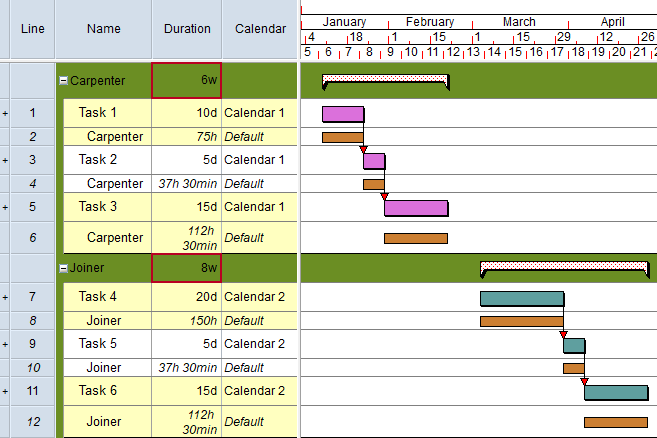 Line Name Duration Calendar
January February March April
4 18 1 15 1 15 29 12 26
5 6 7 8 9 10 11 12 13 14 15 16 17 18 19 20 21 2
Carpenter 6w
+ 1 Task 1 10d Calendar 1
2 Carpenter 75h Default
+ 3 Task 2 5d Calendar 1
4 Carpenter 37h 30min Default
+ 5 Task 3 15d Calendar 1
6 Carpenter 112h 30min Default
Joiner 8w
+ 7 Task 4 20d Calendar 2
8 Joiner 150h Default
+ 9 Task 5 5d Calendar 2
10 Joiner 37h 30min Default
+ 11 Task 6 15d Calendar 2
12 Joiner 112h 30min Default